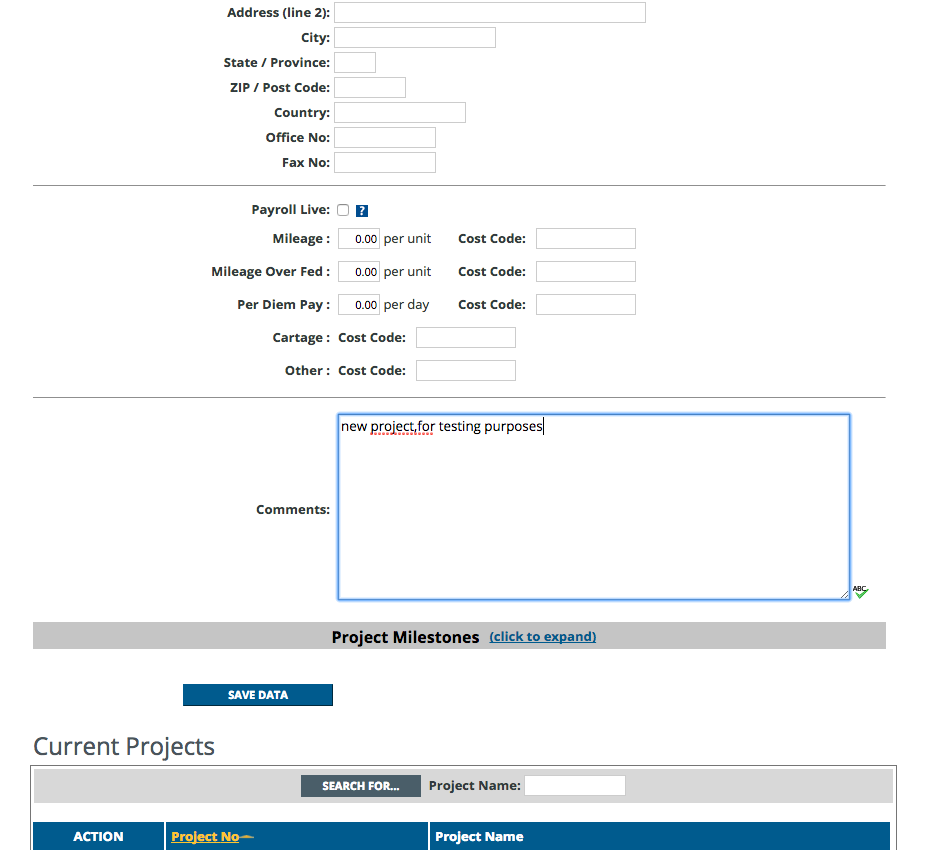 Address (line 2):
City:
State / Province:
ZIP / Post Code:
Country:
Office No:
Fax No:
Payroll Live: ?
Mileage : 0.00 per unit Cost Code:
Mileage Over Fed : 0.00 per unit Cost Code:
Per Diem Pay : 0.00 per day Cost Code:
Cartage : Cost Code:
Other : Cost Code:
new project,for testing purposes
Comments:
ABC
Project Milestones (click to expand)
SAVE DATA
Current Projects
SEARCH FOR... Project Name:
ACTION Project No Project Name